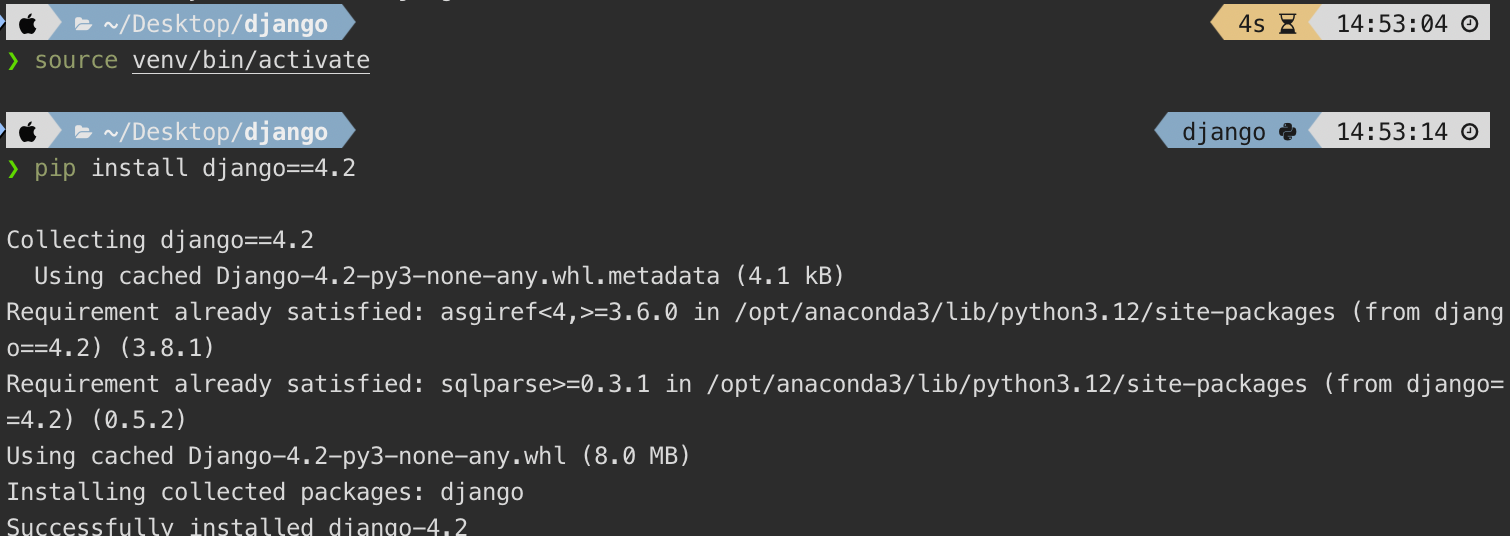 ~/Desktop/django 4s 14:53:04
❯ source venv/bin/activate
~/Desktop/django django 14:53:14
❯ pip install django==4.2
Collecting django==4.2
  Using cached Django-4.2-py3-none-any.whl.metadata (4.1 kB)
Requirement already satisfied: asgiref<4,>=3.6.0 in /opt/anaconda3/lib/python3.12/site-packages (from djang
o==4.2) (3.8.1)
Requirement already satisfied: sqlparse>=0.3.1 in /opt/anaconda3/lib/python3.12/site-packages (from django=
=4.2) (0.5.2)
Using cached Django-4.2-py3-none-any.whl (8.0 MB)
Installing collected packages: django
Successfully installed django-4.2